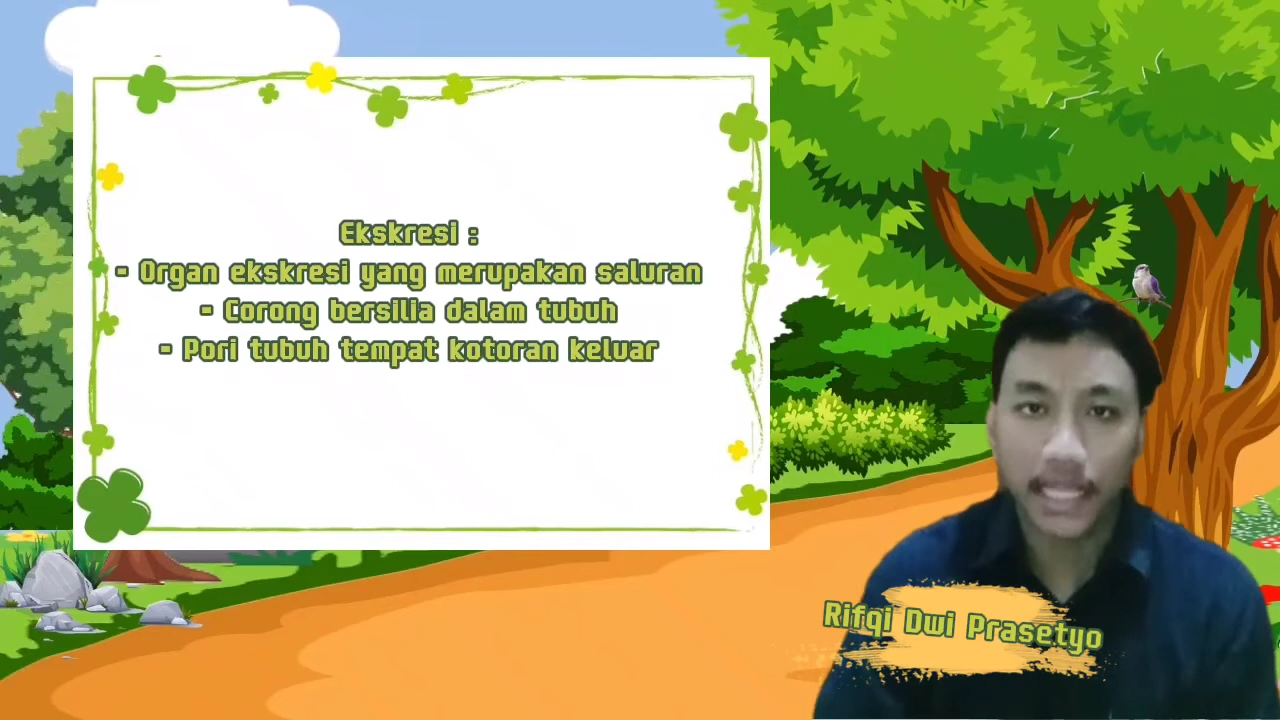 Ekskresi :
- Organ ekskresi yang merupakan saluran
- Corong bersilia dalam tubuh
- Pori tubuh tempat kotoran keluar
Rifqi Dwi Prasetyo